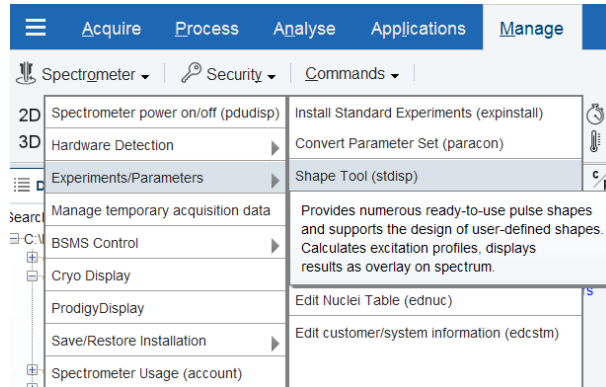 Acquire Process Analyse Applications Manage
Spectrometer Security Commands
2D
3D
Spectrometer power on/off (pdudisp)
Hardware Detection
Experiments/Parameters
Manage temporary acquisition data
BSMS Control
Cryo Display
ProdigyDisplay
Save/Restore Installation
Spectrometer Usage (account)
Install Standard Experiments (expinstall)
Convert Parameter Set (paracon)
Shape Tool (stdisp)
Provides numerous ready-to-use pulse shapes
and supports the design of user-defined shapes.
Calculates excitation profiles, displays
results as overlay on spectrum.
Edit Nuclei Table (ednuc)
Edit customer/system information (edcstm)